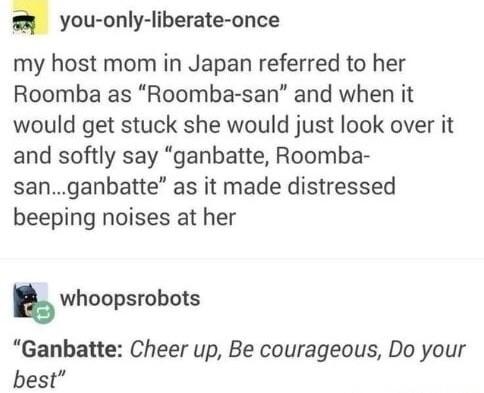 you-only-liberate-once
my host mom in Japan referred to her
Roomba as “Roomba-san” and when it
would get stuck she would just look over it
and softly say “ganbatte, Roomba-
san...ganbatte” as it made distressed
beeping noises at her
whoopsrobots
“Ganbatte: Cheer up, Be courageous, Do your
best”